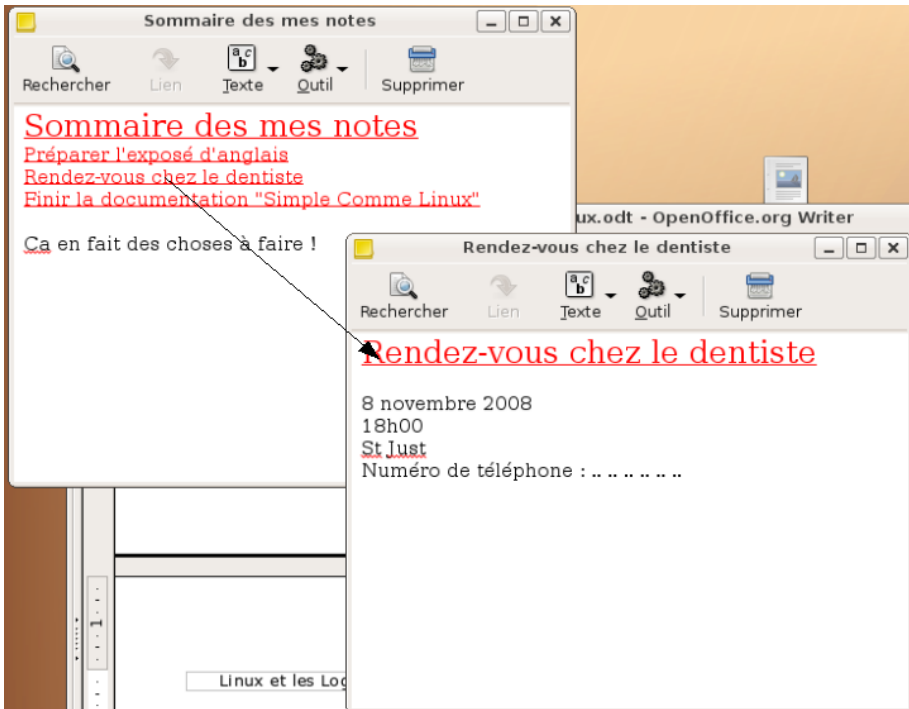 Sommaire des mes notes
Rechercher Lien Texte Outil Supprimer
Sommaire des mes notes
Préparer l'exposé d'anglais
Rendez-vous chez le dentiste
Finir la documentation "Simple Comme Linux"
Ca en fait des choses à faire !
ux.odt - OpenOffice.org Writer
Rendez-vous chez le dentiste
Rechercher Lien Texte Outil Supprimer
Rendez-vous chez le dentiste
8 novembre 2008
18h00
St Just
Numéro de téléphone : .. .. .. .. .. ..
1
Linux et les Log